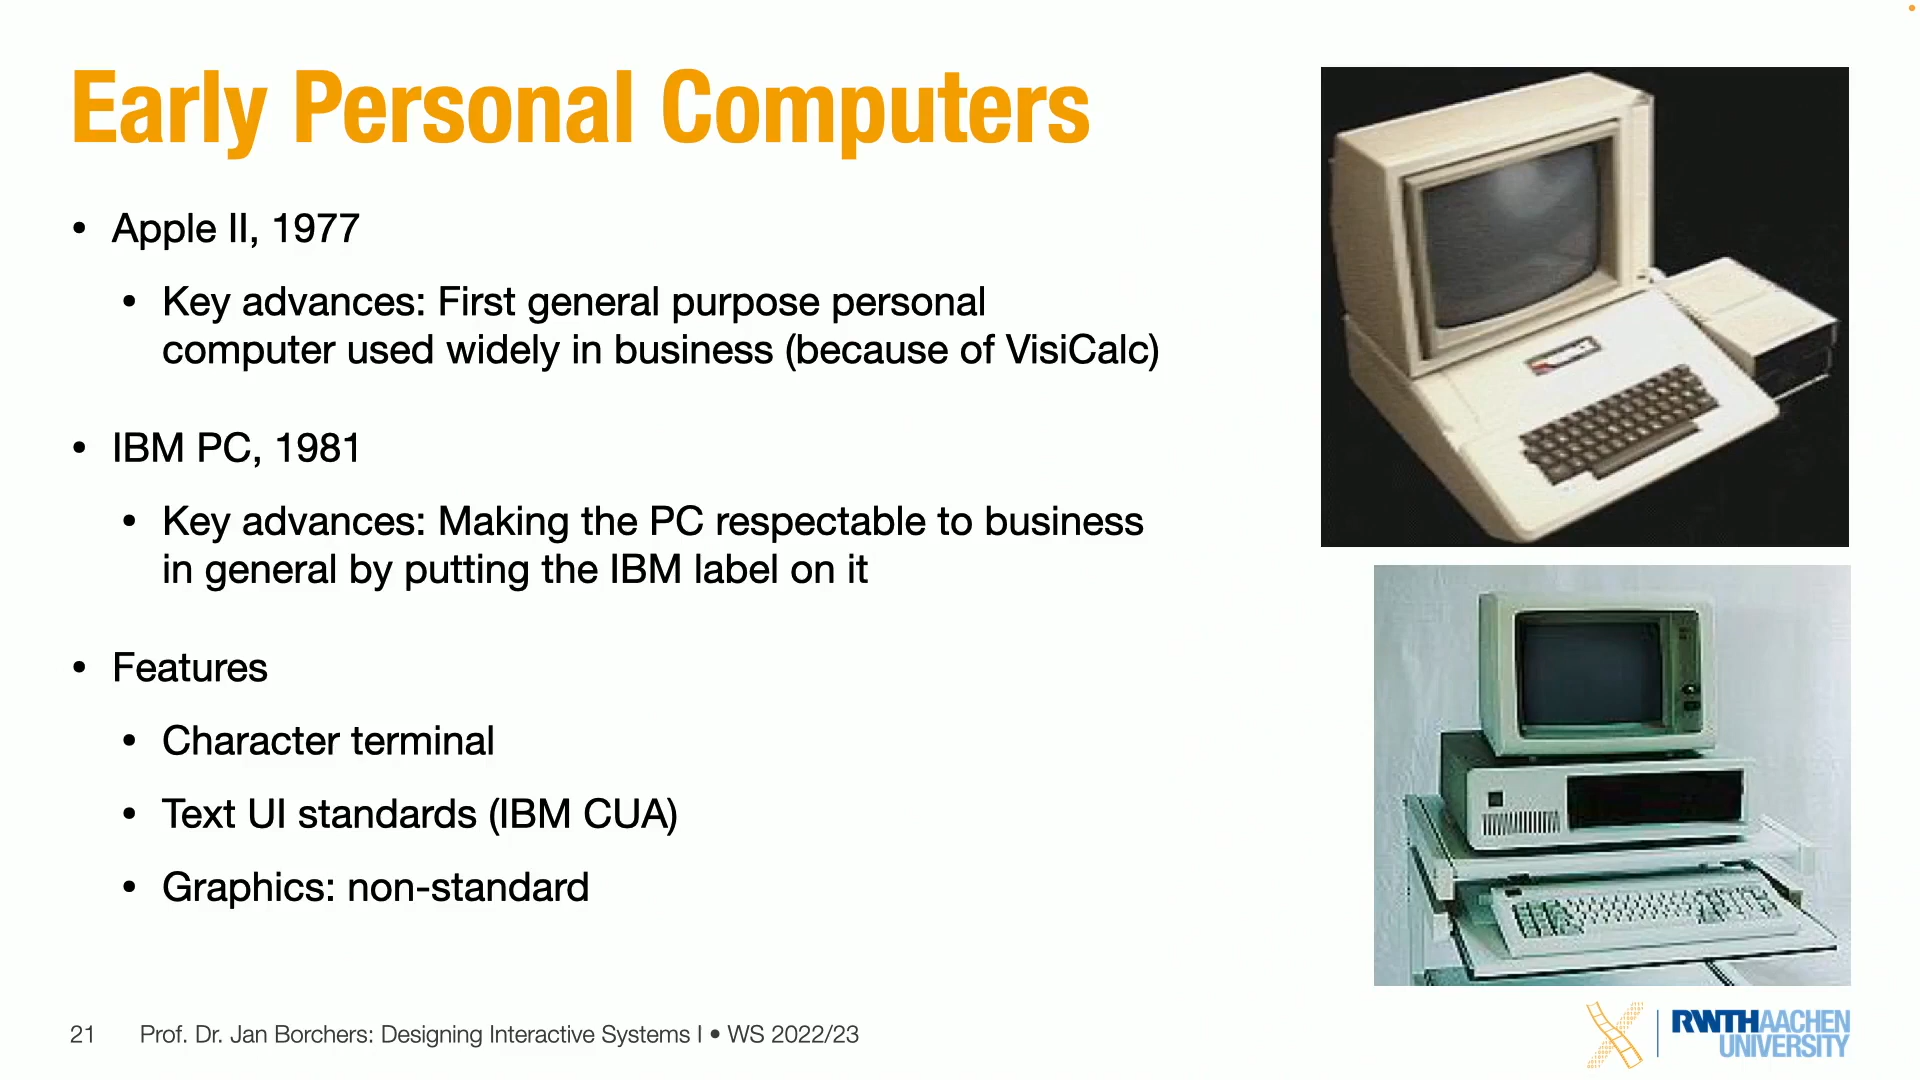 Early Personal Computers
• Apple II, 1977
• Key advances: First general purpose personal
computer used widely in business (because of VisiCalc)
• IBM PC, 1981
• Key advances: Making the PC respectable to business
in general by putting the IBM label on it
• Features
• Character terminal
• Text UI standards (IBM CUA)
• Graphics: non-standard
21 Prof. Dr. Jan Borchers: Designing Interactive Systems I • WS 2022/23
RWTHAACHEN
UNIVERSITY